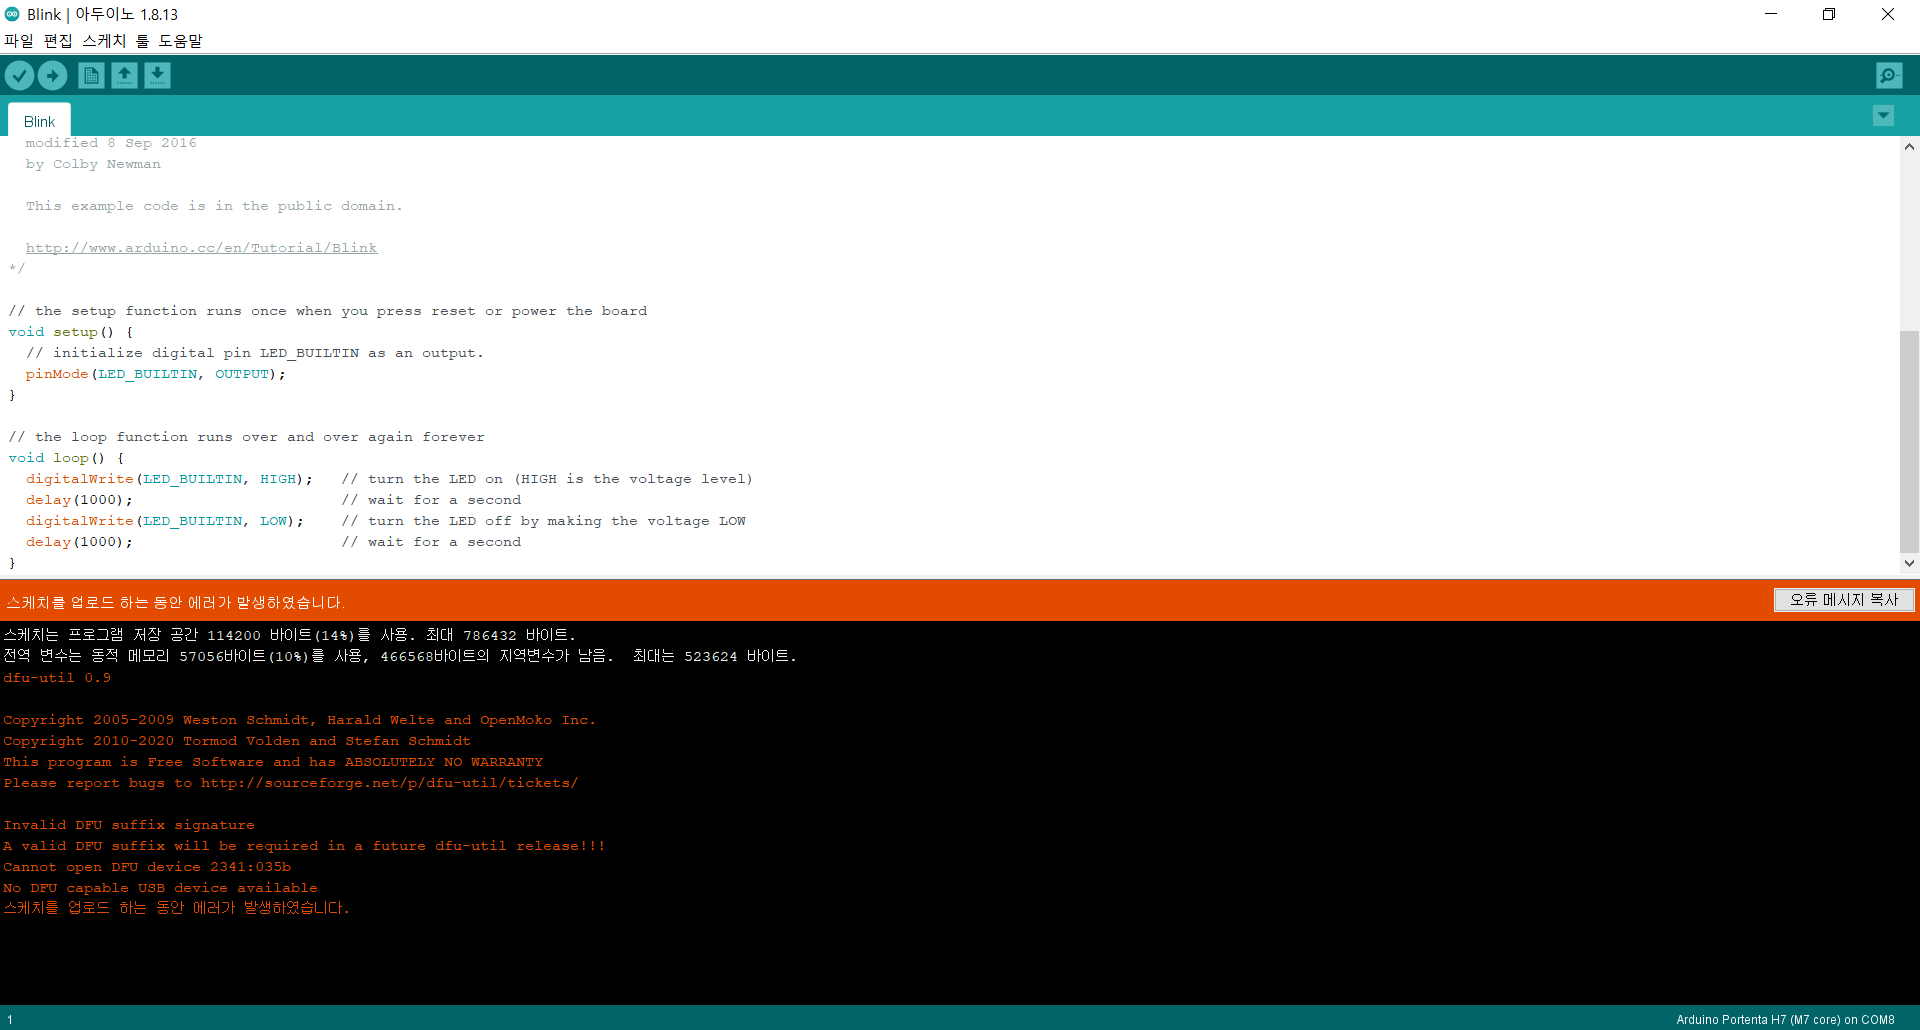 Blink | 아두이노 1.8.13
파일 편집 스케치 툴 도움말
Blink
modified 8 Sep 2016
by Colby Newman
This example code is in the public domain.
http://www.arduino.cc/en/Tutorial/Blink
*/
// the setup function runs once when you press reset or power the board
void setup() {
// initialize digital pin LED_BUILTIN as an output.
pinMode(LED_BUILTIN, OUTPUT);
}
// the loop function runs over and over again forever
void loop() {
digitalWrite(LED_BUILTIN, HIGH);   // turn the LED on (HIGH is the voltage level)
delay(1000);                       // wait for a second
digitalWrite(LED_BUILTIN, LOW);    // turn the LED off by making the voltage LOW
delay(1000);                       // wait for a second
}
스케치를 업로드 하는 동안 에러가 발생하였습니다.
오류 메시지 복사
스케치는 프로그램 저장 공간 114200 바이트(14%)를 사용. 최대 786432 바이트.
전역 변수는 동적 메모리 57056바이트(10%)를 사용, 466568바이트의 지역변수가 남음.  최대는 523624 바이트.
dfu-util 0.9
Copyright 2005-2009 Weston Schmidt, Harald Welte and OpenMoko Inc.
Copyright 2010-2020 Tormod Volden and Stefan Schmidt
This program is Free Software and has ABSOLUTELY NO WARRANTY
Please report bugs to http://sourceforge.net/p/dfu-util/tickets/
Invalid DFU suffix signature
A valid DFU suffix will be required in a future dfu-util release!!!
Cannot open DFU device 2341:035b
No DFU capable USB device available
스케치를 업로드 하는 동안 에러가 발생하였습니다.
1
Arduino Portenta H7 (M7 core) on COM8